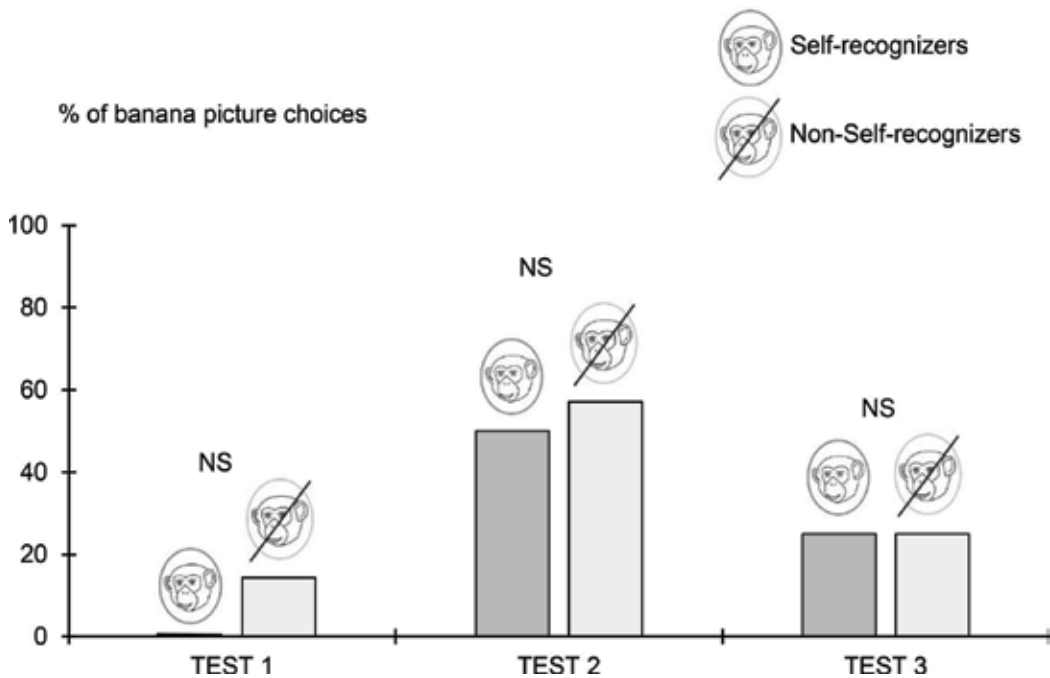 Self-recognizers
% of banana picture choices
Non-Self-recognizers
100
NS
80
60
NS
NS
40
20
0
TEST 1 TEST 2 TEST 3